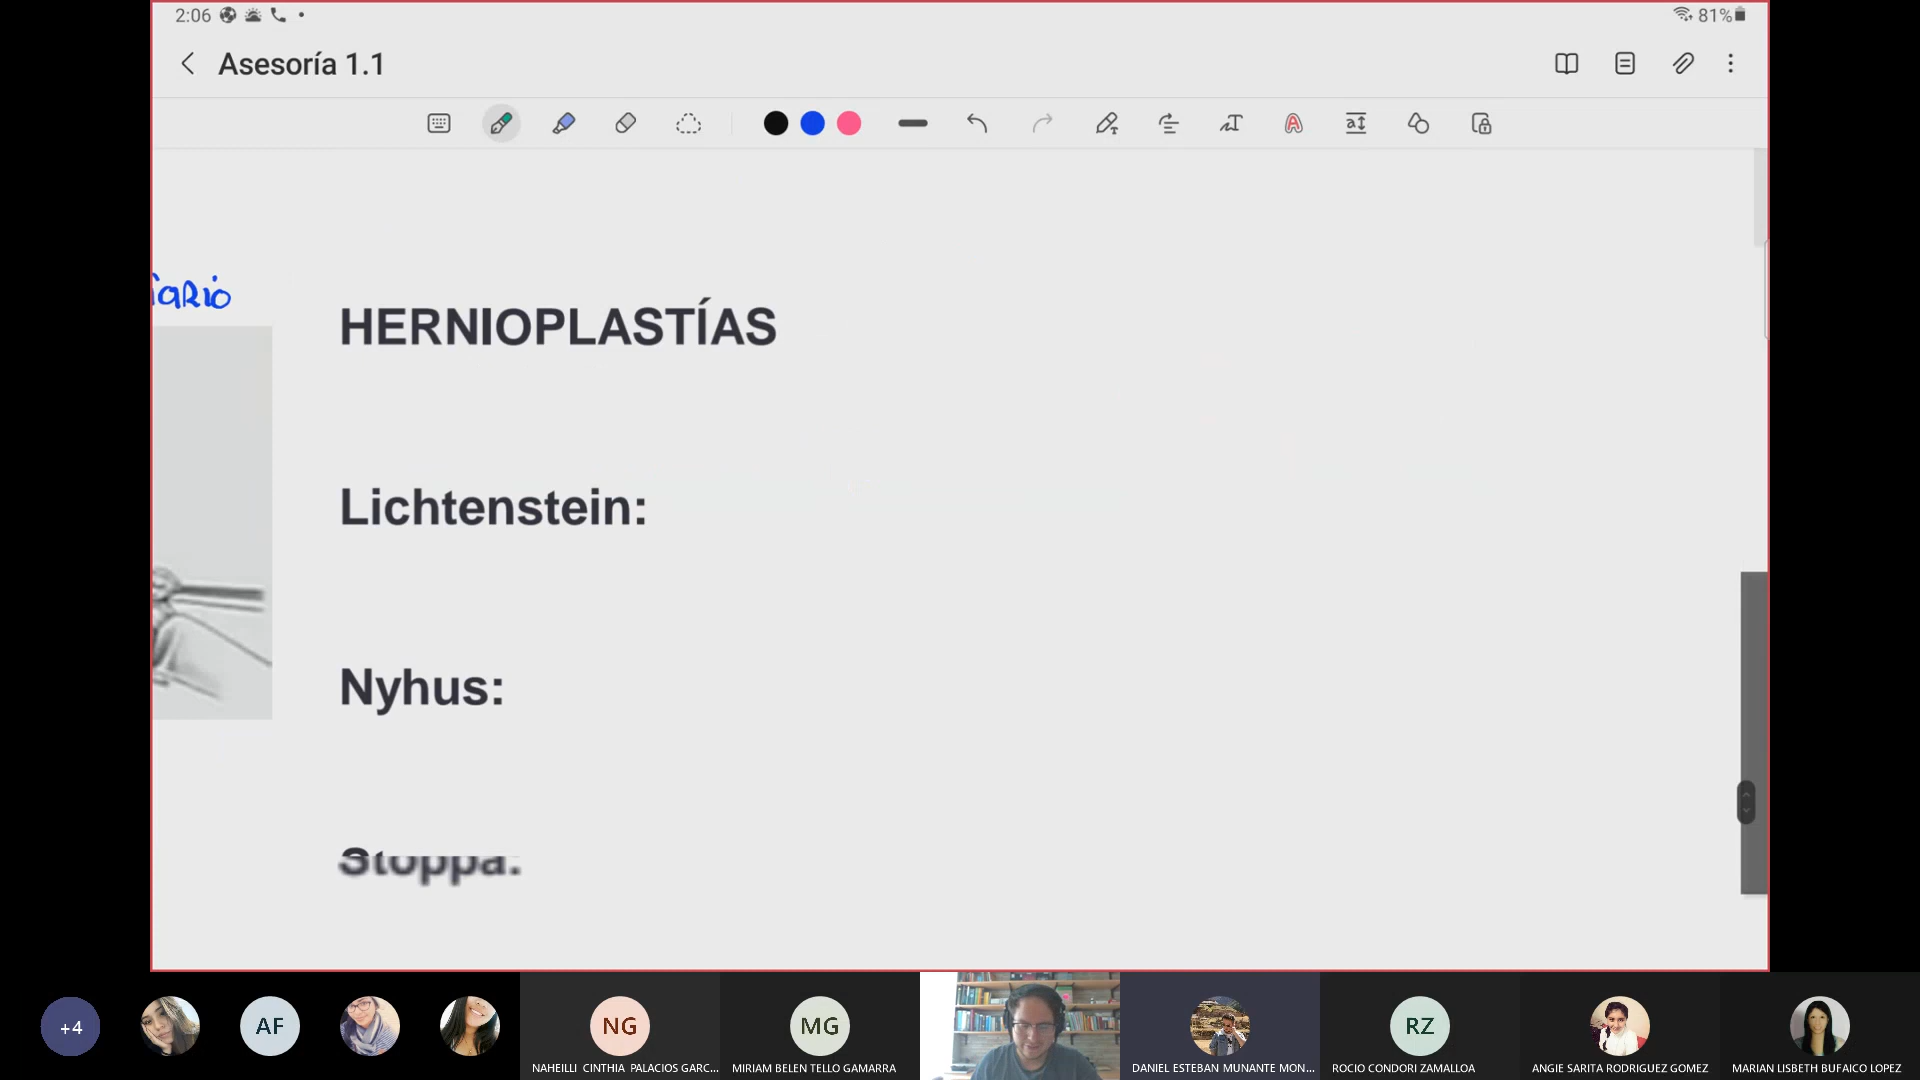 2:06
81%
Asesoría 1.1
HERNIOPLASTÍAS
Lichtenstein:
Nyhus:
Stoppa:
+4
AF
NG
MG
RZ
NAHEILLI CINTHIA PALACIOS GARC...
MIRIAM BELEN TELLO GAMARRA
DANIEL ESTEBAN MUNANTE MON...
ROCIO CONDORI ZAMALLOA
ANGIE SARITA RODRIGUEZ GOMEZ
MARIAN LISBETH BUFAICO LOPEZ